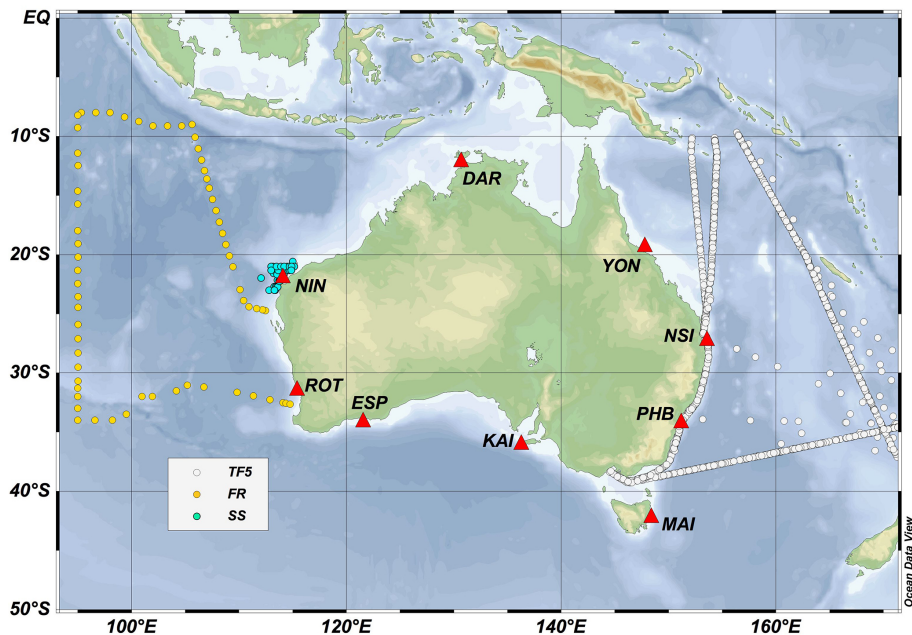 EQ
10°S
DAR
20°S
YON
NIN
NSI
30°S
ROT
ESP
PHB
KAI
TF5
FR
SS
40°S
MAI
50°S
100°E
120°E
140°E
160°E
Ocean Data View